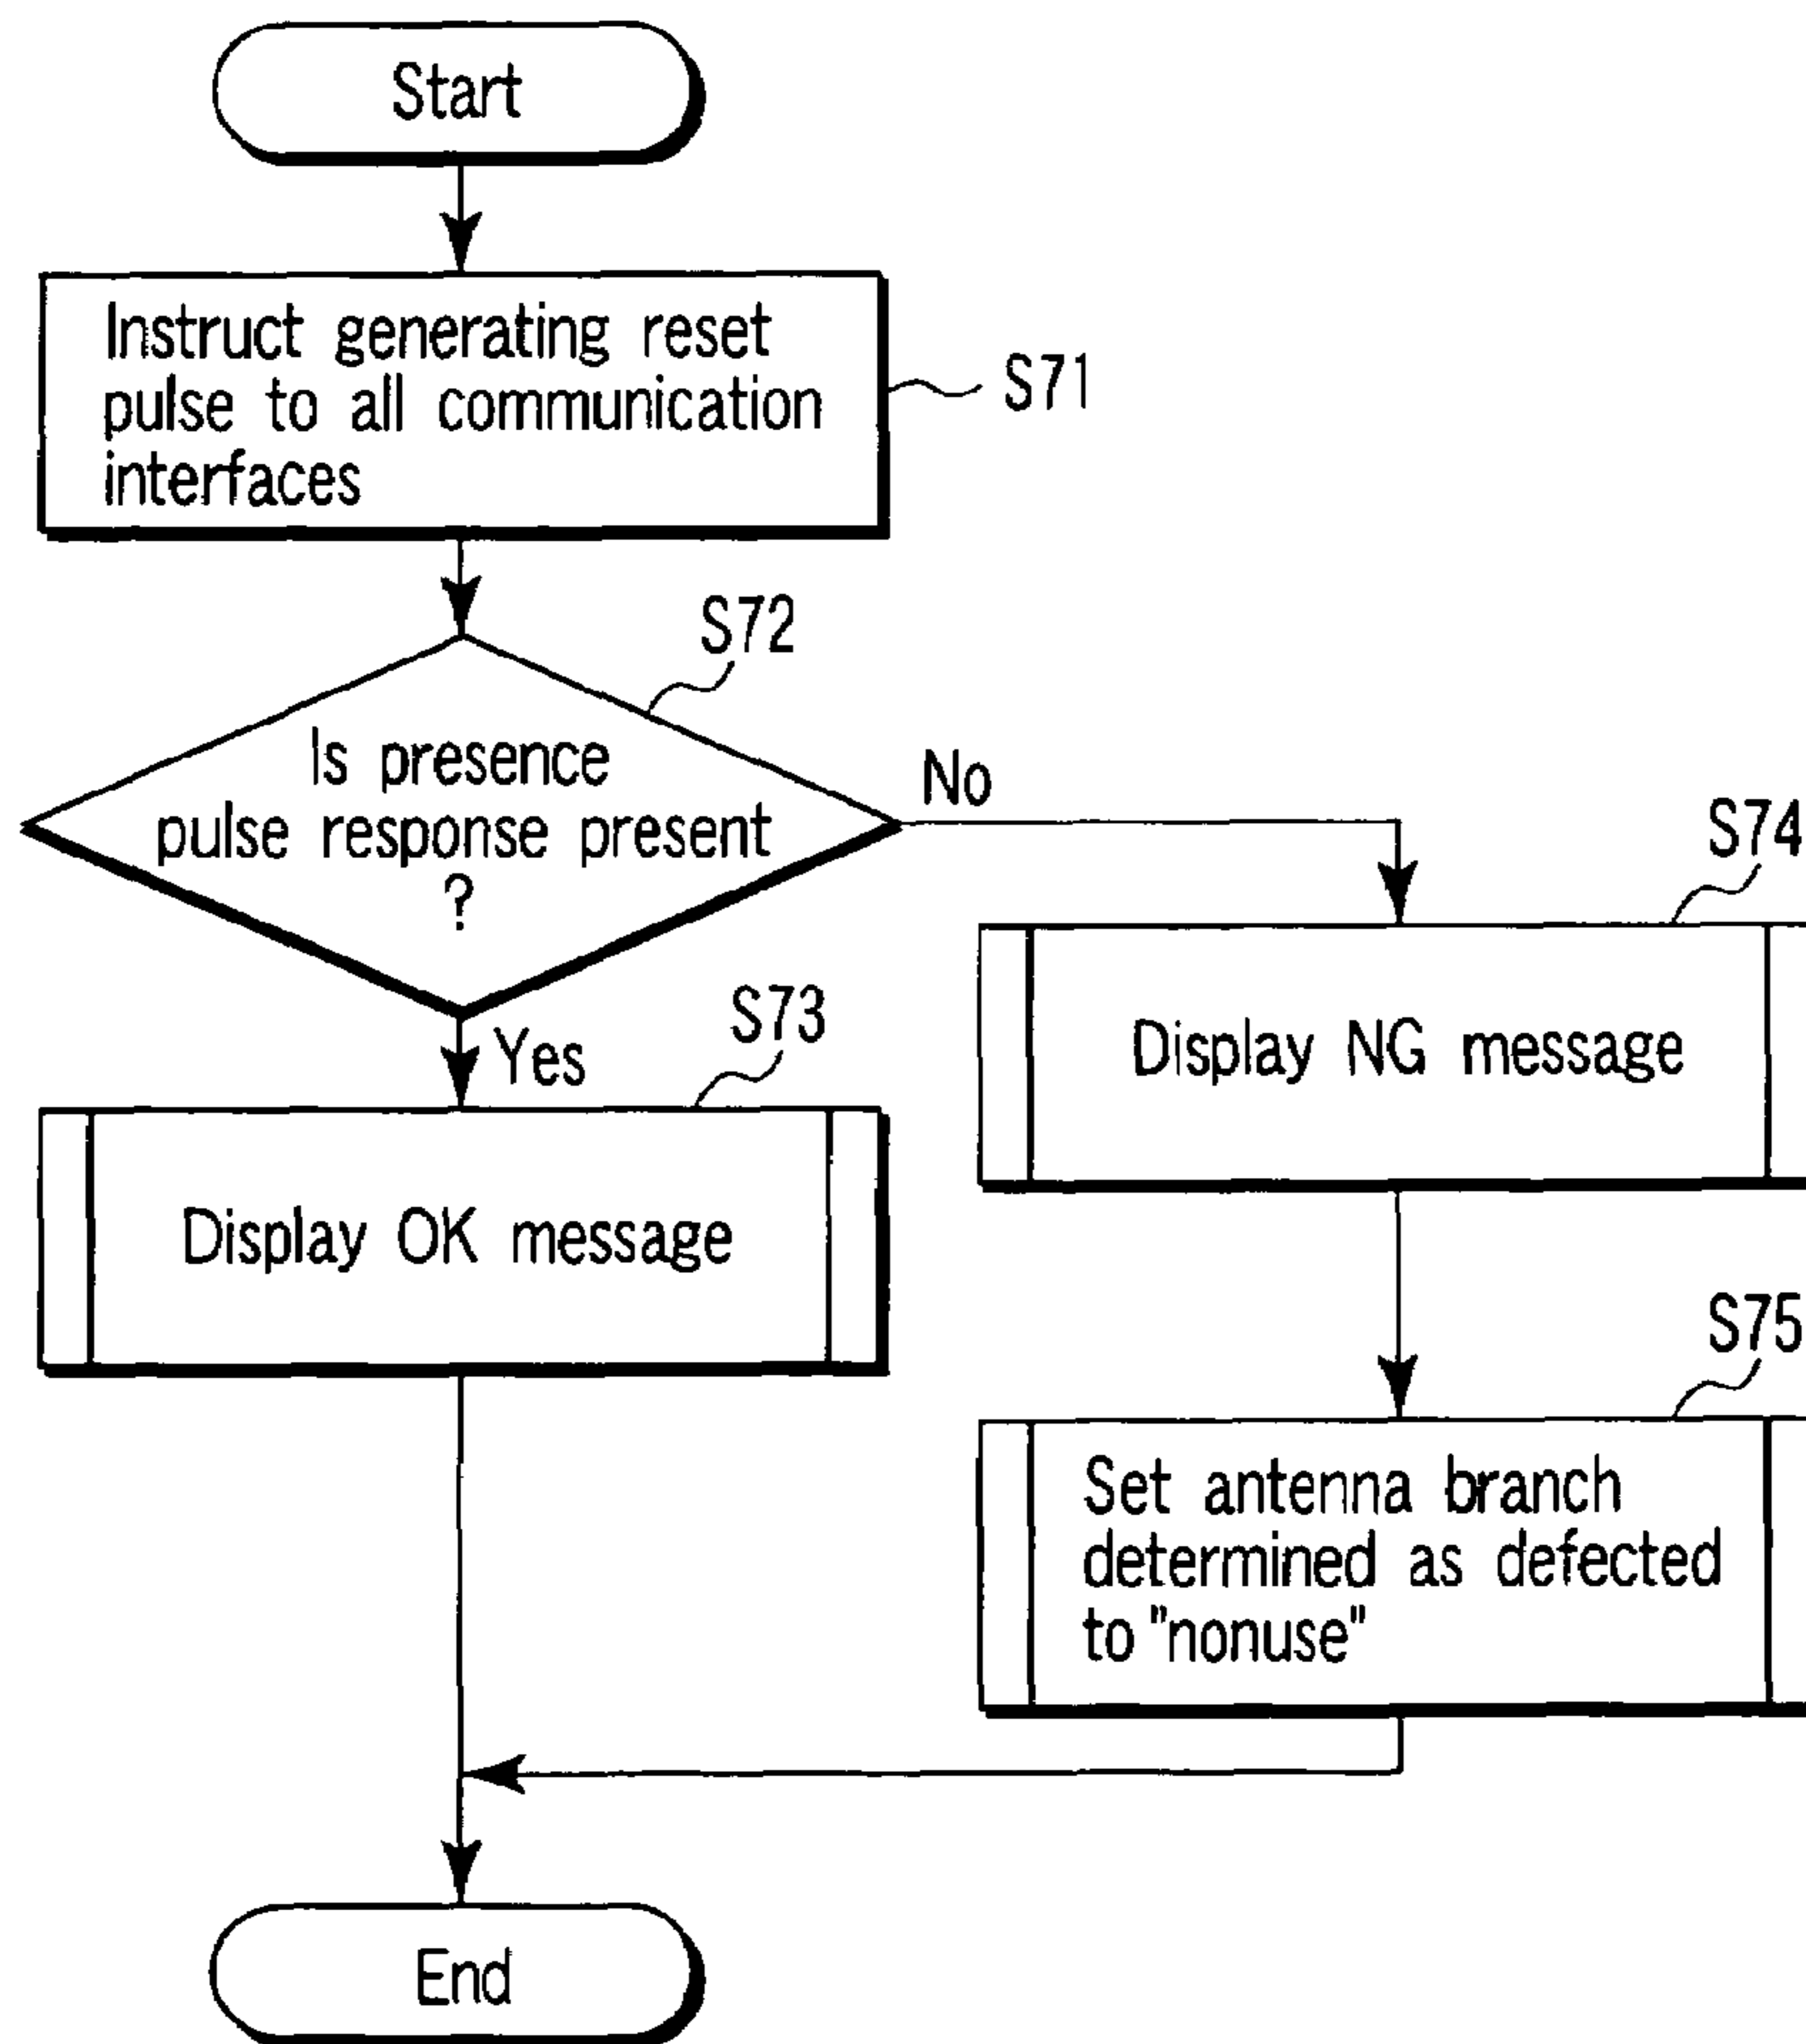 Start
Instruct generating reset
pulse to all communication
interfaces
S71
S72
Is presence
pulse response present
?
No
Yes
S73
Display OK message
S74
Display NG message
S75
Set antenna branch
determined as defected
to "nonuse"
End